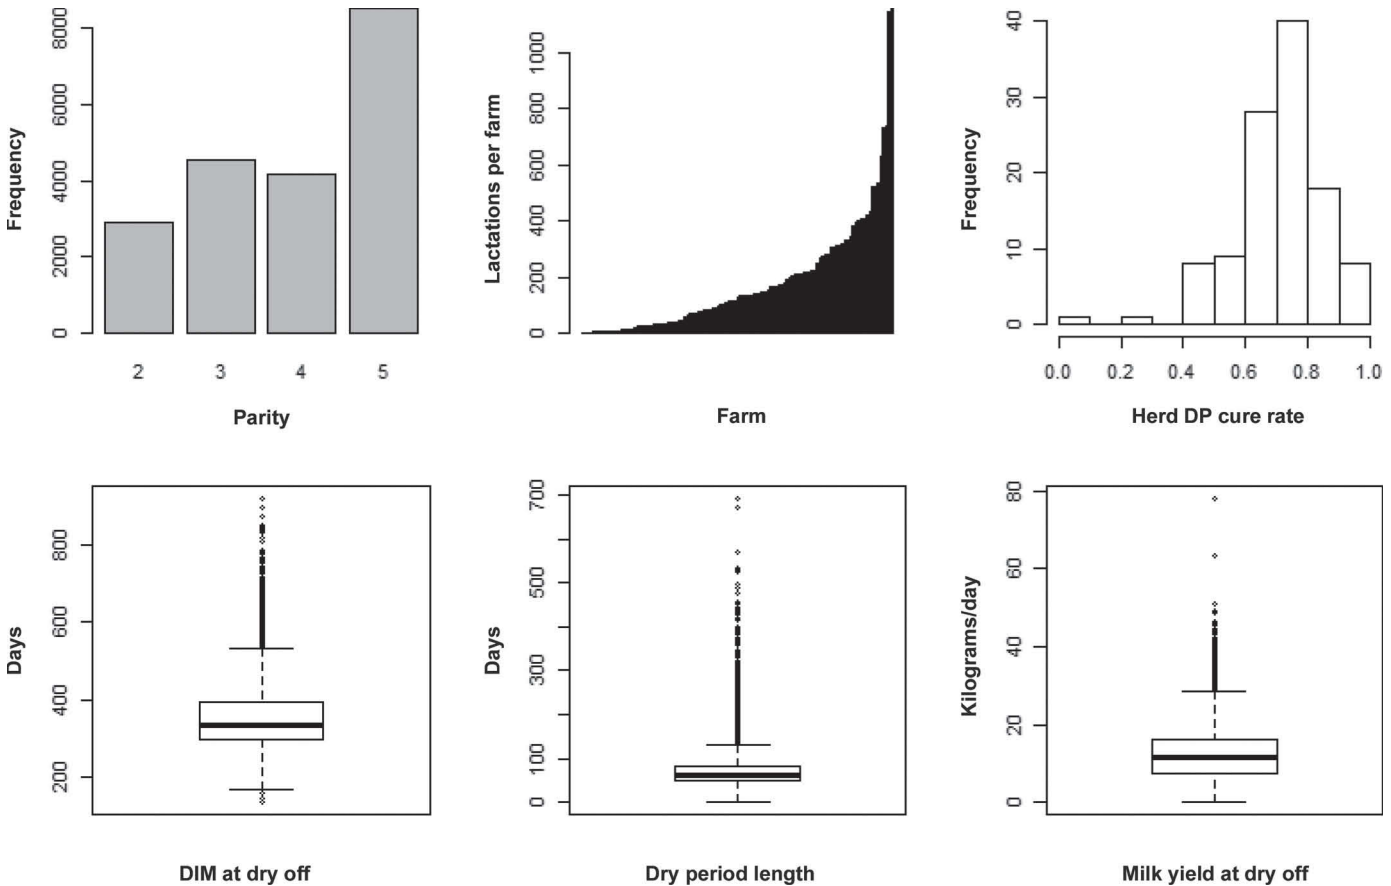 Frequency
0 2000 4000 6000 8000
2 3 4 5
Parity
Lactations per farm
0 200 400 600 800 1000
Farm
Frequency
0 10 20 30 40
0.0 0.2 0.4 0.6 0.8 1.0
Herd DP cure rate
Days
200 400 600 800
DIM at dry off
Days
0 100 300 500 700
Dry period length
Kilograms/day
0 20 40 60 80
Milk yield at dry off